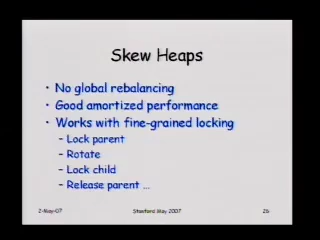 Skew Heaps
• No global rebalancing
• Good amortized performance
• Works with fine-grained locking
– Lock parent
– Rotate
– Lock child
– Release parent ...
2-May-07
Stanford May 2007
26